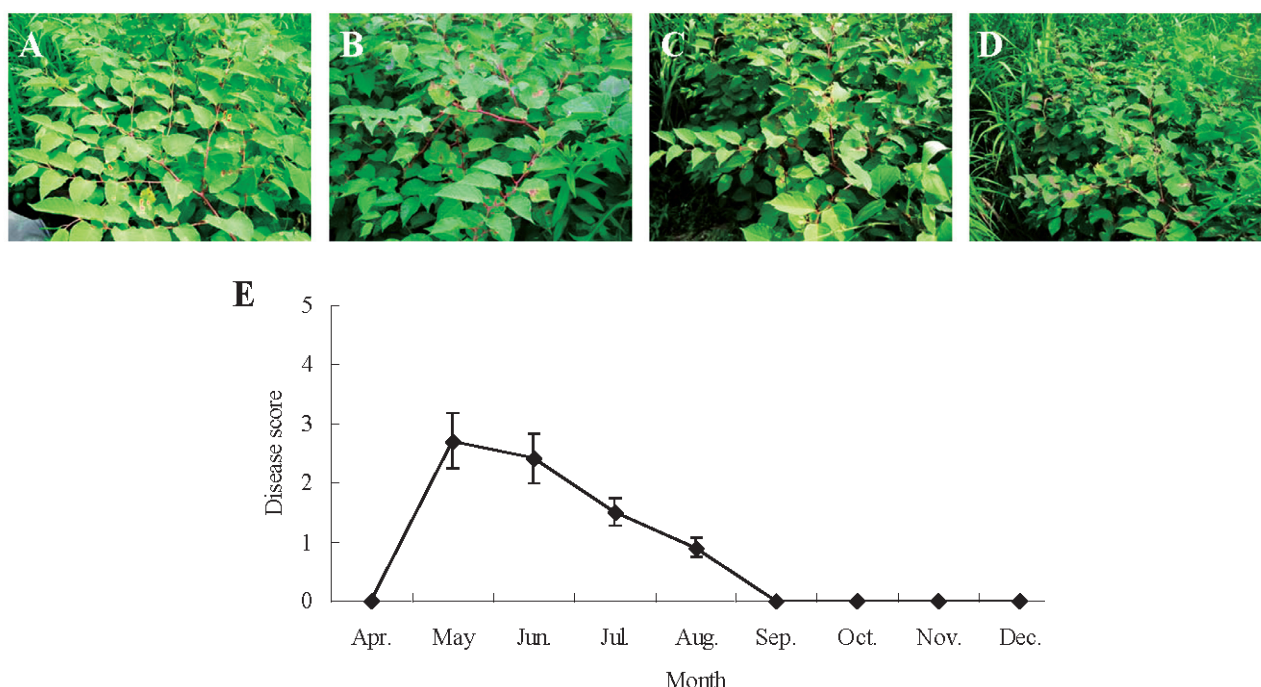 A
B
C
D
E
5
4
3
2
1
0
Disease score
Apr. May Jun. Jul. Aug. Sep. Oct. Nov. Dec.
Month